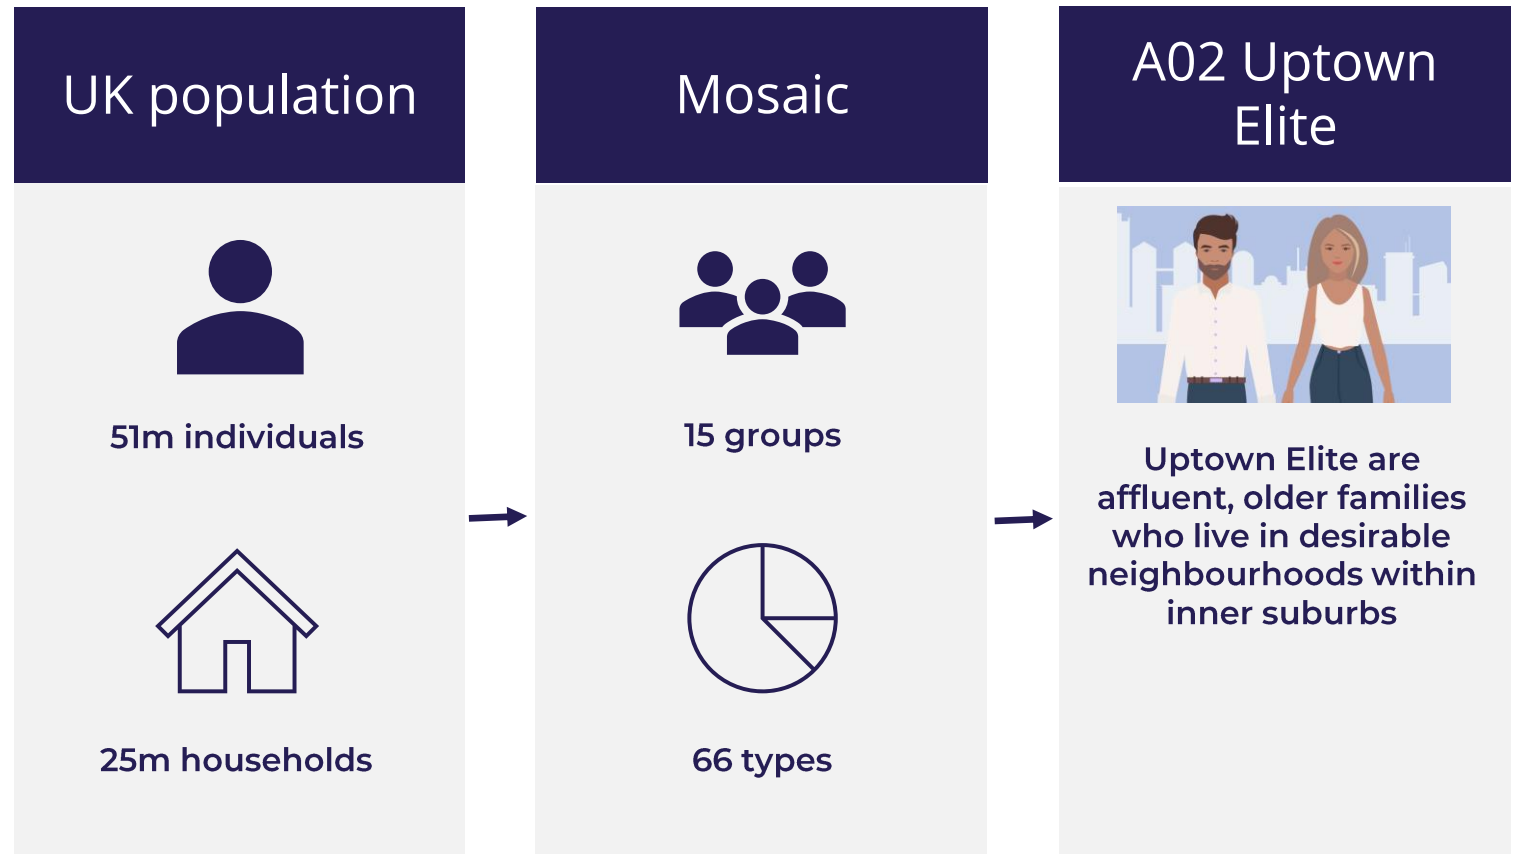 UK population
51m individuals
25m households
Mosaic
15 groups
66 types
A02 Uptown
Elite
Uptown Elite are
affluent, older families
who live in desirable
neighbourhoods within
inner suburbs